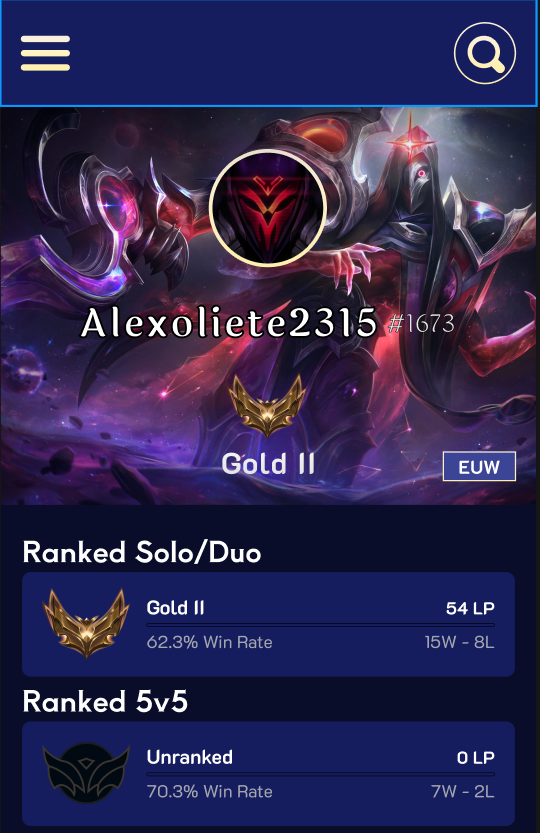 Alexoliete2315 #1673
Gold II
EUW
Ranked Solo/Duo
Gold II 54 LP
62.3% Win Rate 15W - 8L
Ranked 5v5
Unranked 0 LP
70.3% Win Rate 7W - 2L